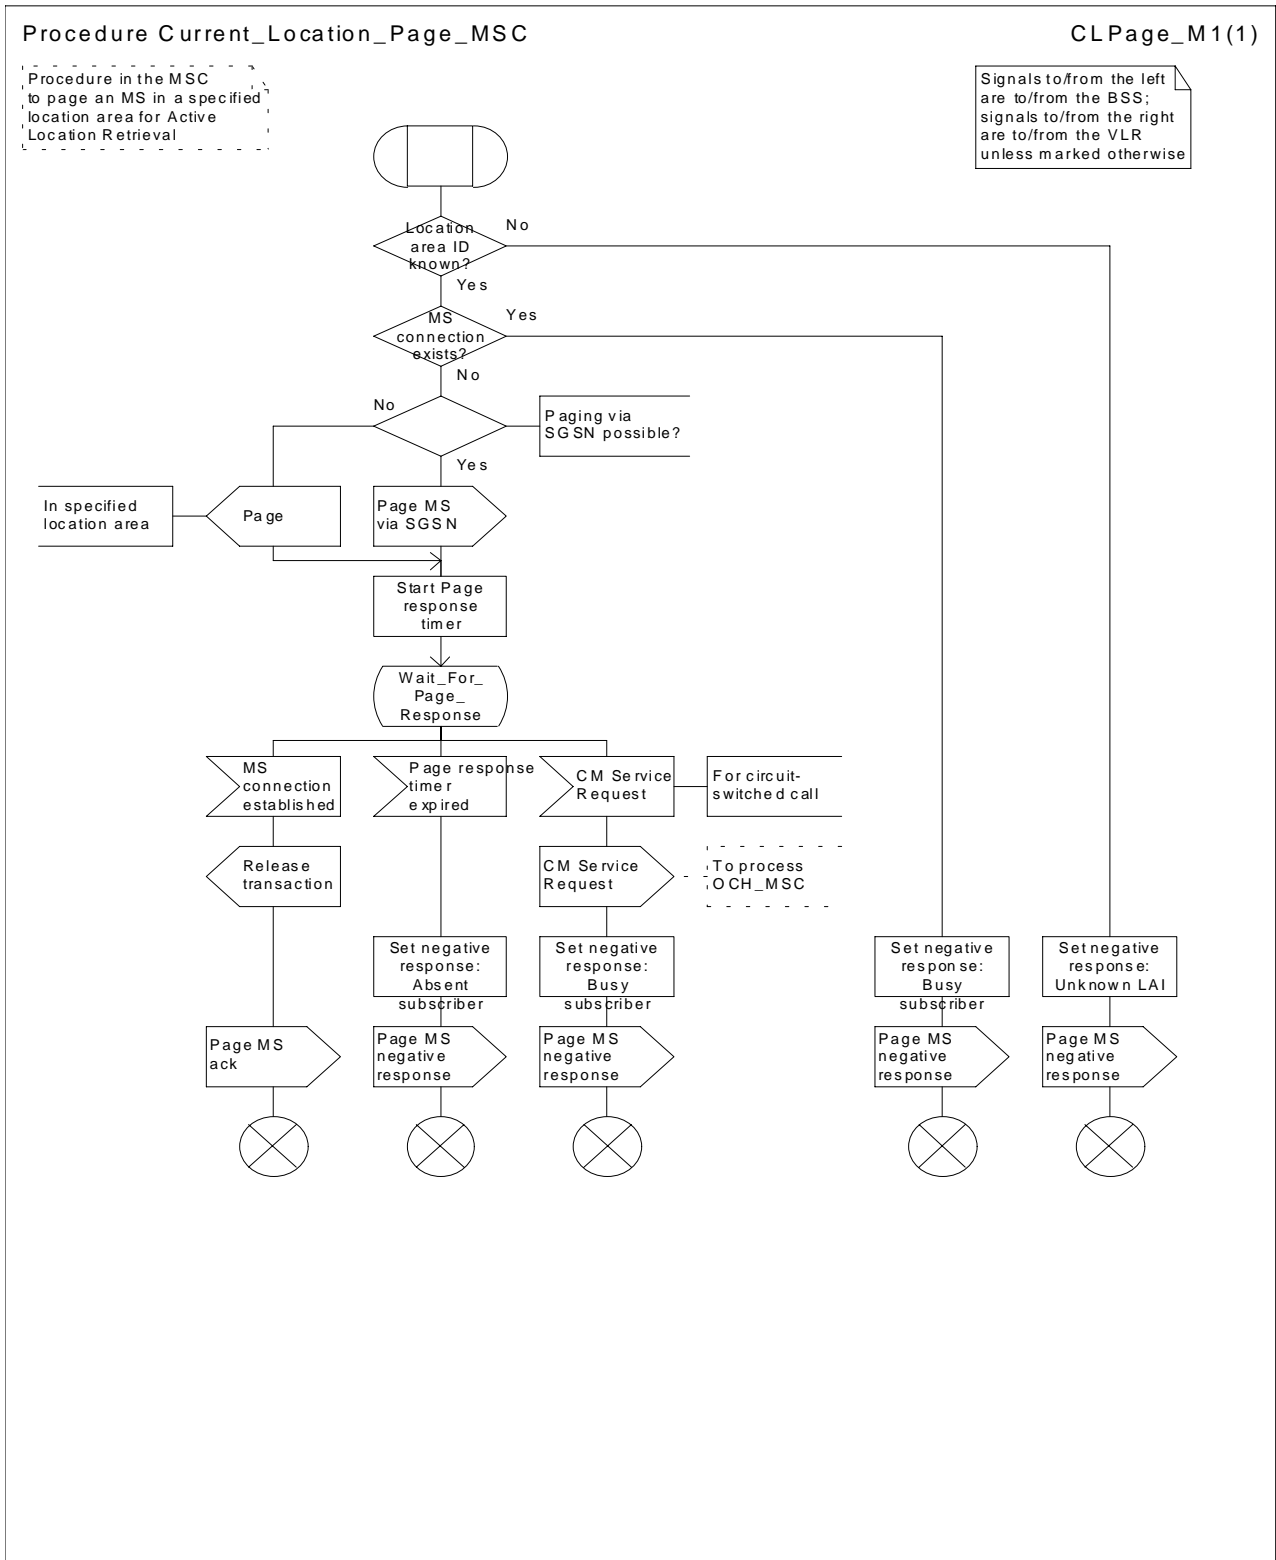 Procedure Current_Location_Page_MSC
CLPage_M1(1)
Procedure in the MSC
to page an MS in a specified
location area for Active
Location Retrieval
Signals to/from the left
are to/from the BSS;
signals to/from the right
are to/from the VLR
unless marked otherwise
Location
area ID
known?
No
Yes
MS
connection
exists?
Yes
No
No
Paging via
SGSN possible?
Yes
In specified
location area
Page
Page MS
via SGSN
Start Page
response
timer
Wait_For_
Page_
Response
MS
connection
established
Page response
timer
expired
CM Service
Request
For circuit-
switched call
Release
transaction
CM Service
Request
To process
OCH_MSC
Set negative
response:
Absent
subscriber
Set negative
response:
Busy
subscriber
Set negative
response:
Busy
subscriber
Set negative
response:
Unknown LAI
Page MS
ack
Page MS
negative
response
Page MS
negative
response
Page MS
negative
response
Page MS
negative
response